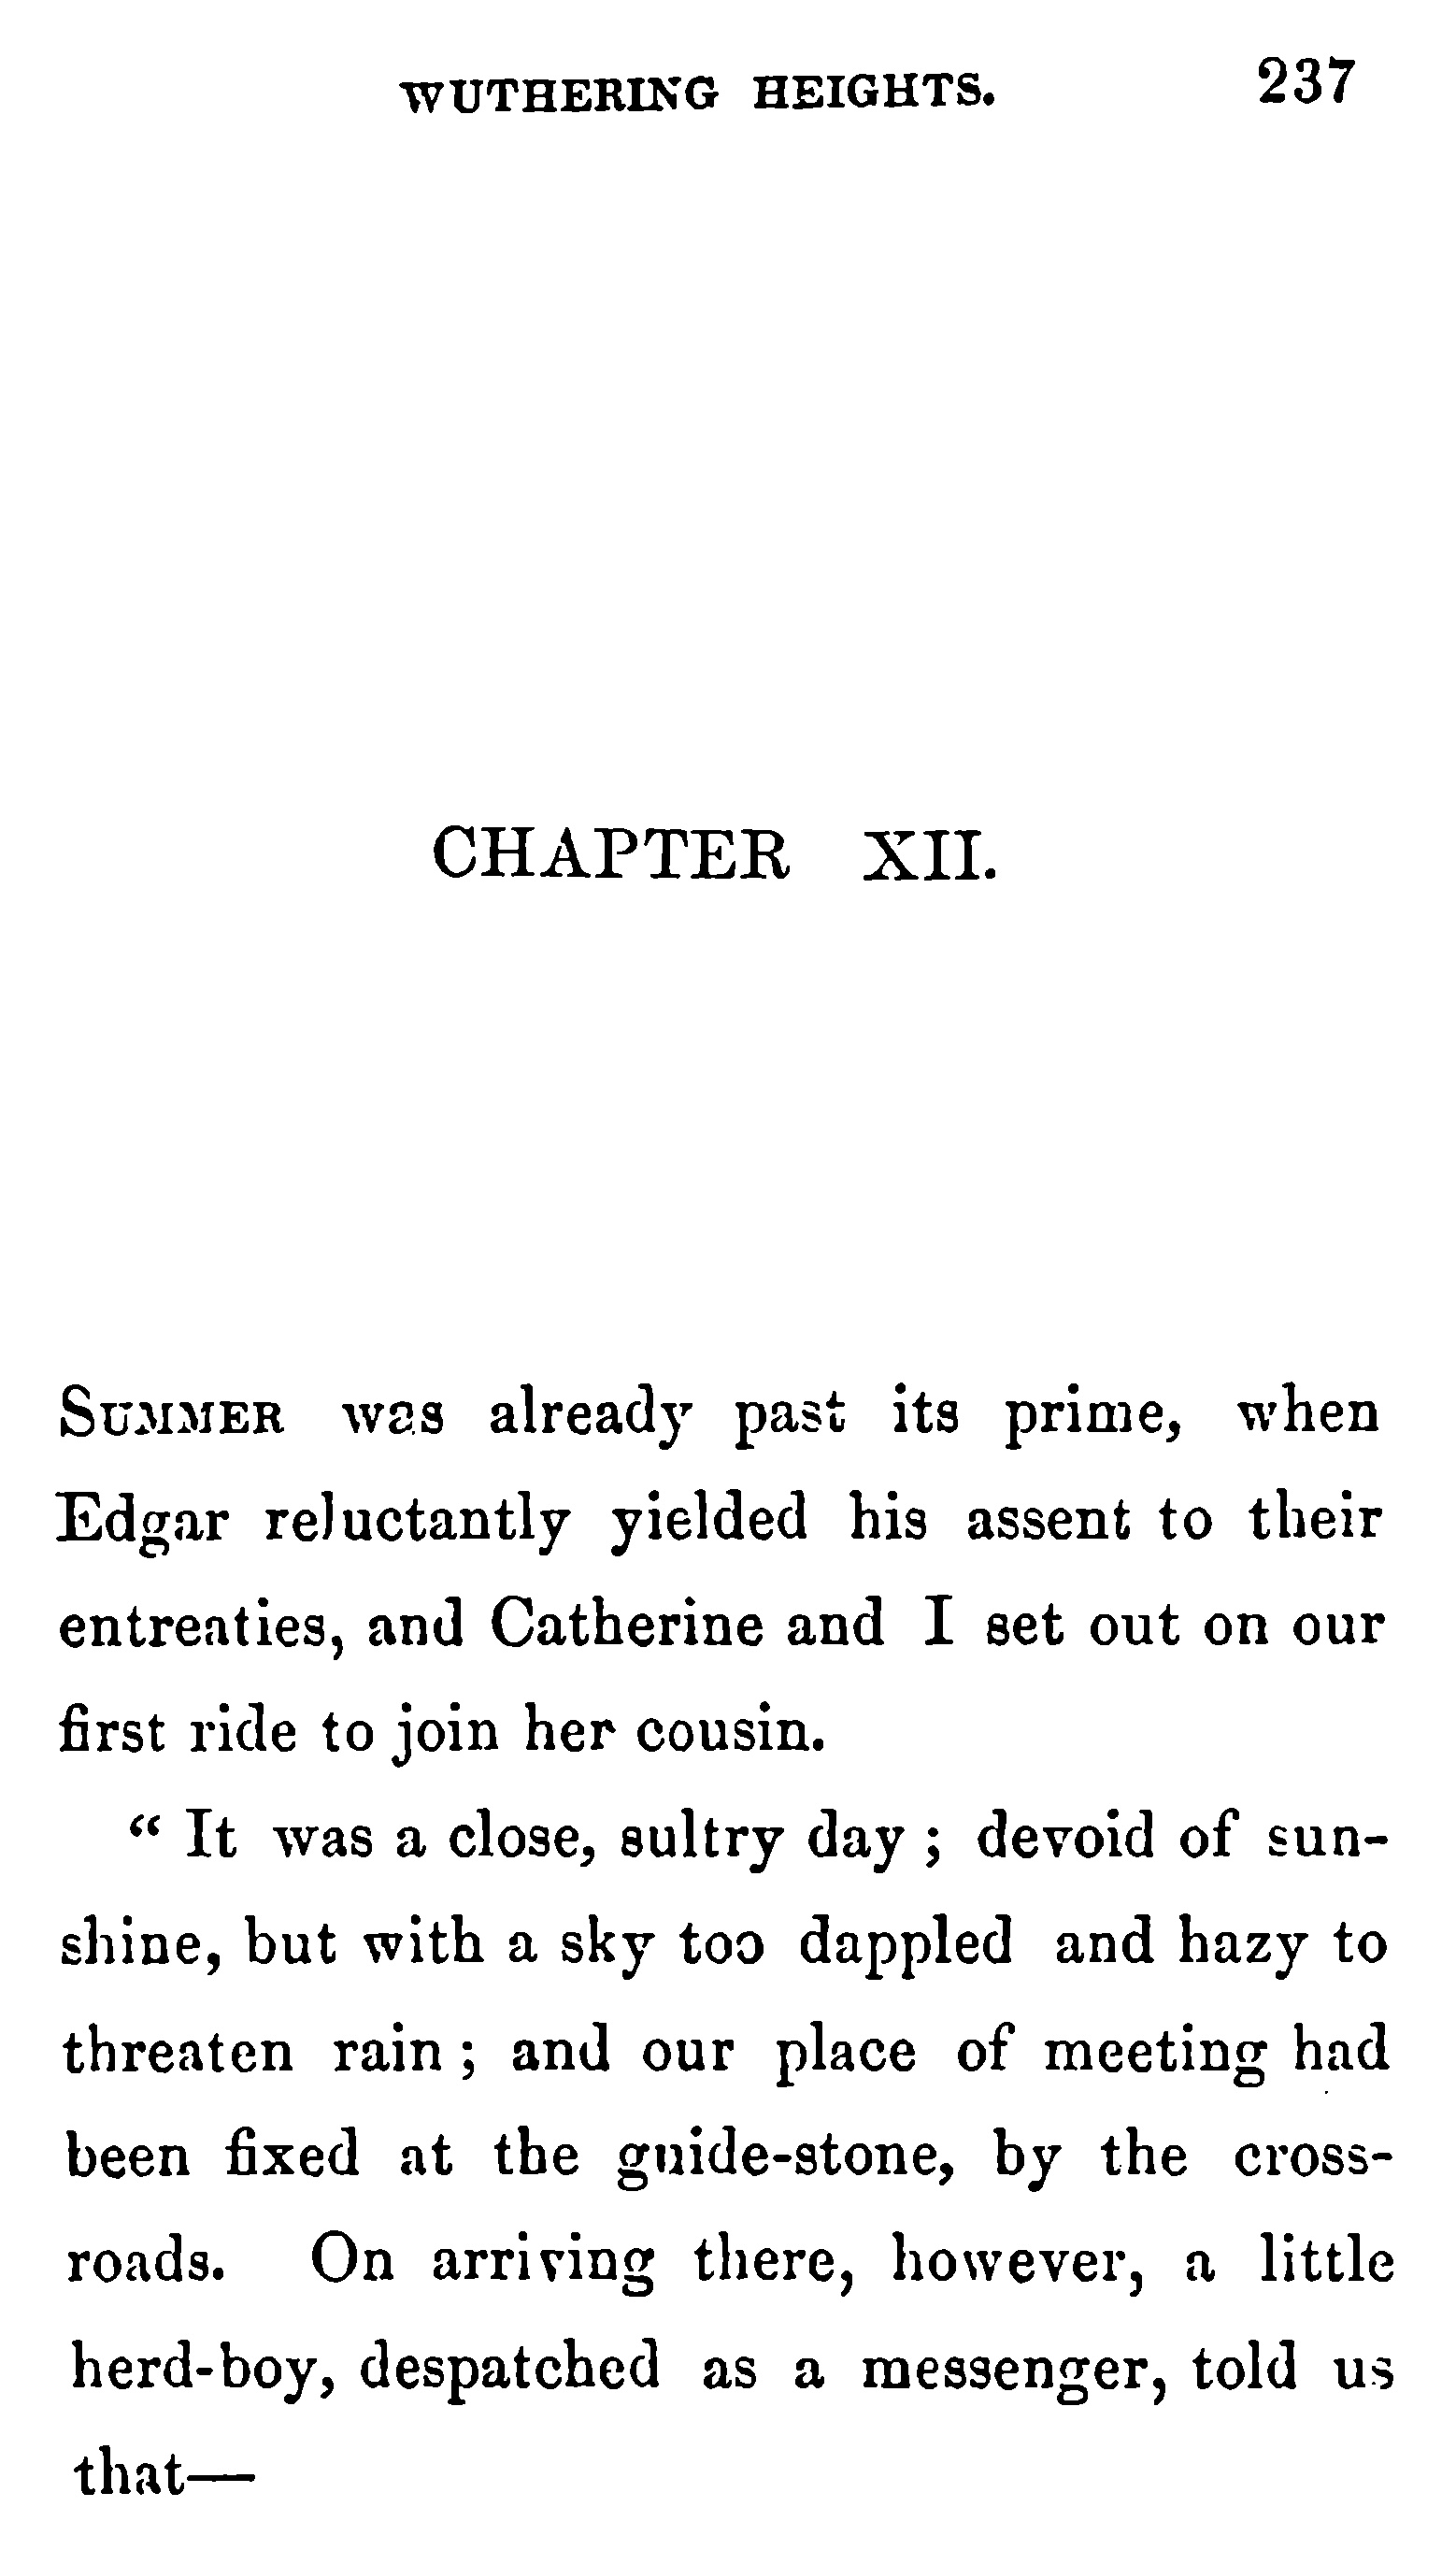 WUTHERING HEIGHTS. 237
CHAPTER XII.
SUMMER was already past its prime, when
Edgar reluctantly yielded his assent to their
entreaties, and Catherine and I set out on our
first ride to join her cousin.
" It was a close, sultry day ; devoid of sun-
shine, but with a sky too dappled and hazy to
threaten rain ; and our place of meeting had
been fixed at the guide-stone, by the cross-
roads. On arriving there, however, a little
herd-boy, despatched as a messenger, told us
that—